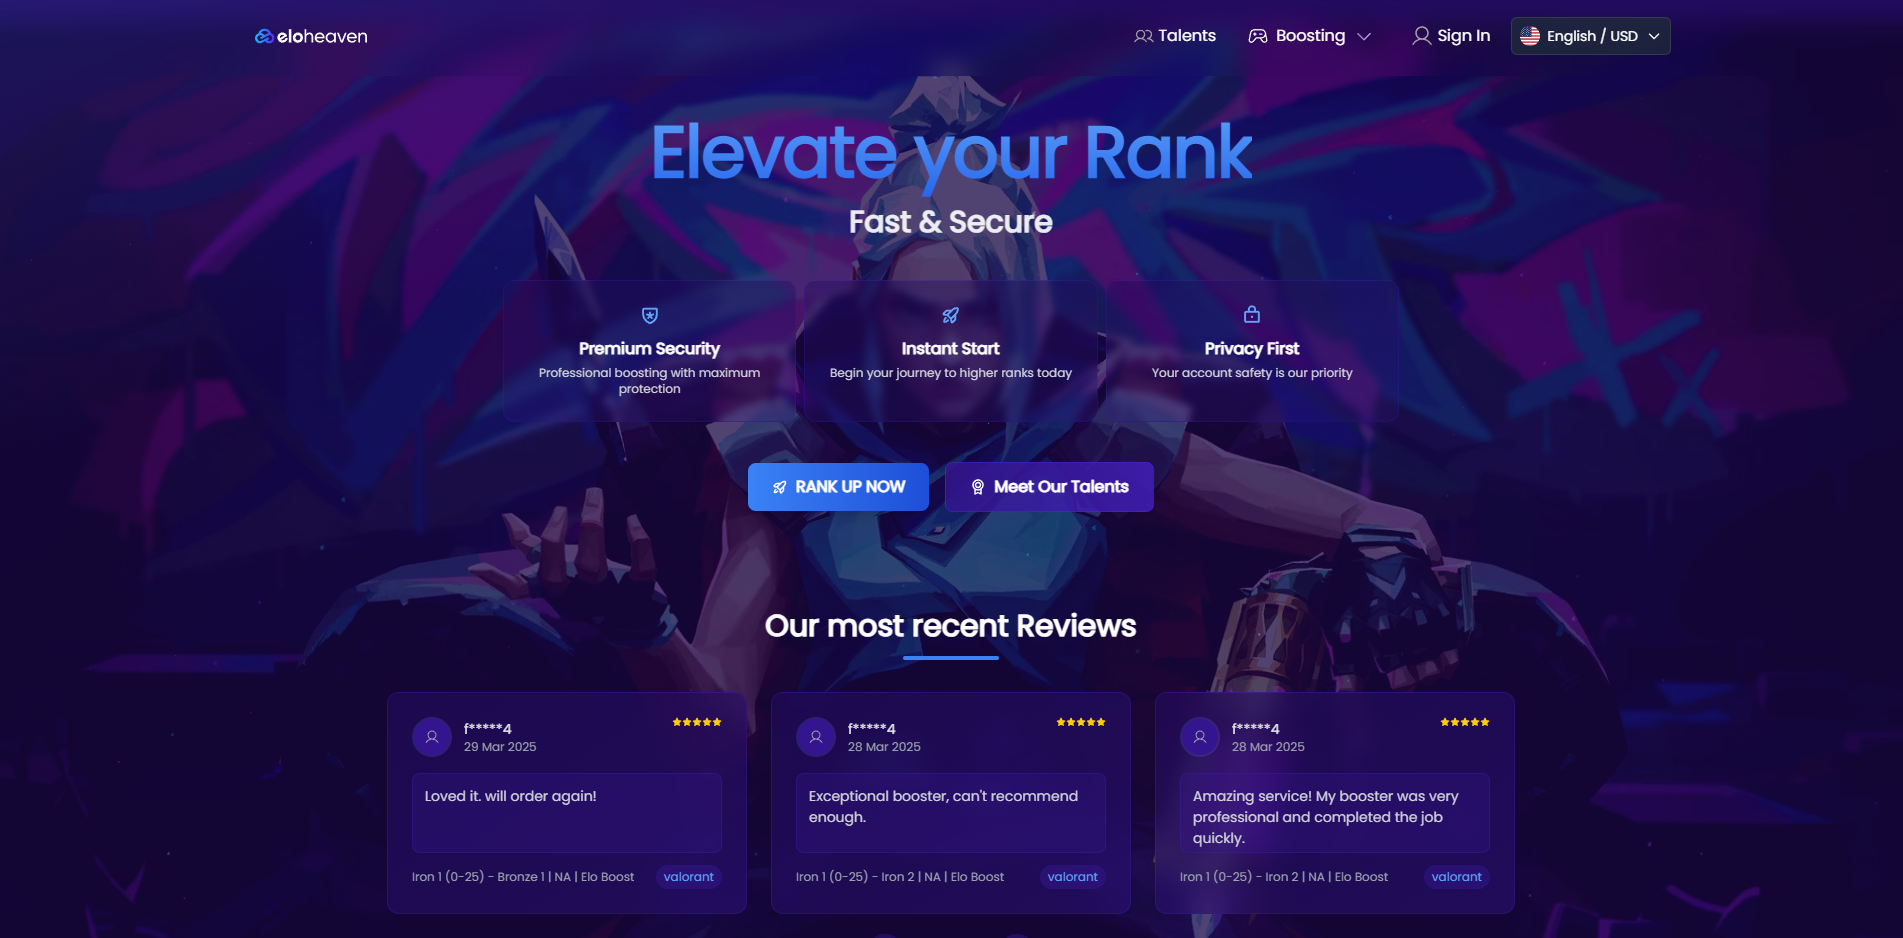 eloheaven
Talents
Boosting
Sign In
English / USD
Elevate your Rank
Fast & Secure
Premium Security
Professional boosting with maximum
protection
Instant Start
Begin your journey to higher ranks today
Privacy First
Your account safety is our priority
RANK UP NOW
Meet Our Talents
Our most recent Reviews
f*****4
29 Mar 2025
Loved it. will order again!
Iron 1 (0-25) - Bronze 1 | NA | Elo Boost
valorant
f*****4
28 Mar 2025
Exceptional booster, can't recommend
enough.
Iron 1 (0-25) - Iron 2 | NA | Elo Boost
valorant
f*****4
28 Mar 2025
Amazing service! My booster was very
professional and completed the job
quickly.
Iron 1 (0-25) - Iron 2 | NA | Elo Boost
valorant